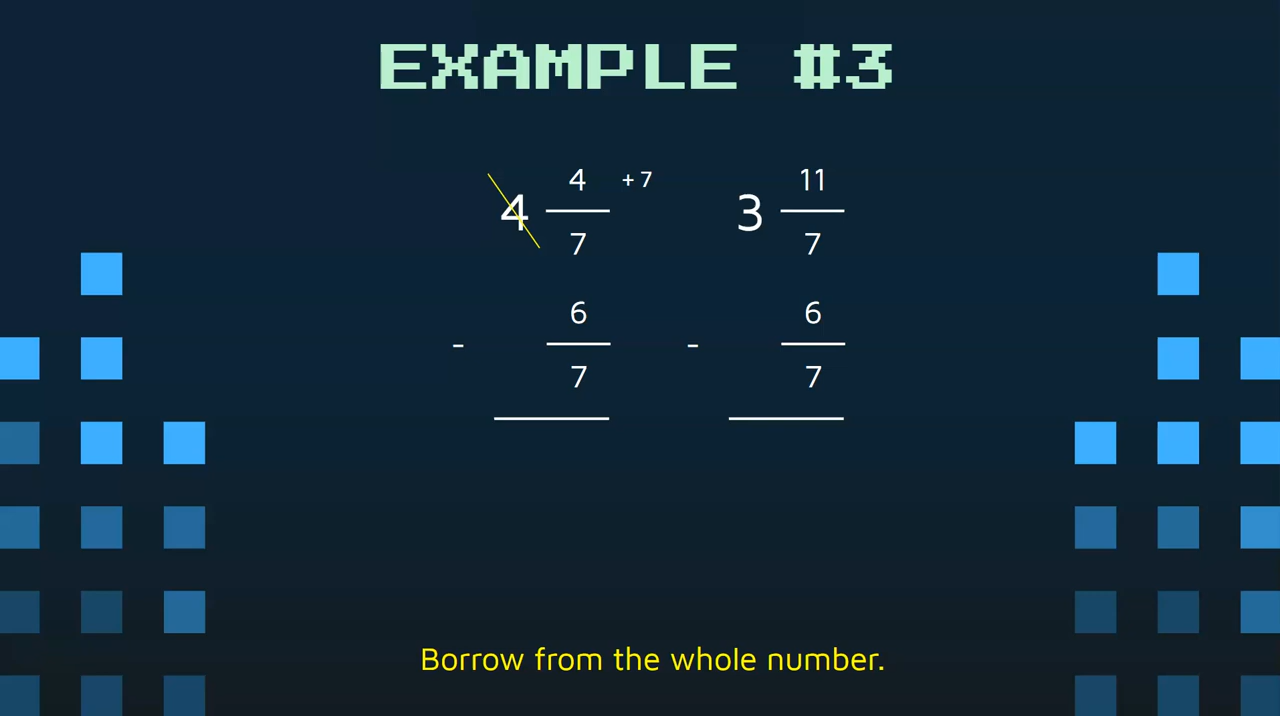 EXAMPLE #3
4 4/7 + 7 3 11/7
- 6/7 - 6/7
Borrow from the whole number.